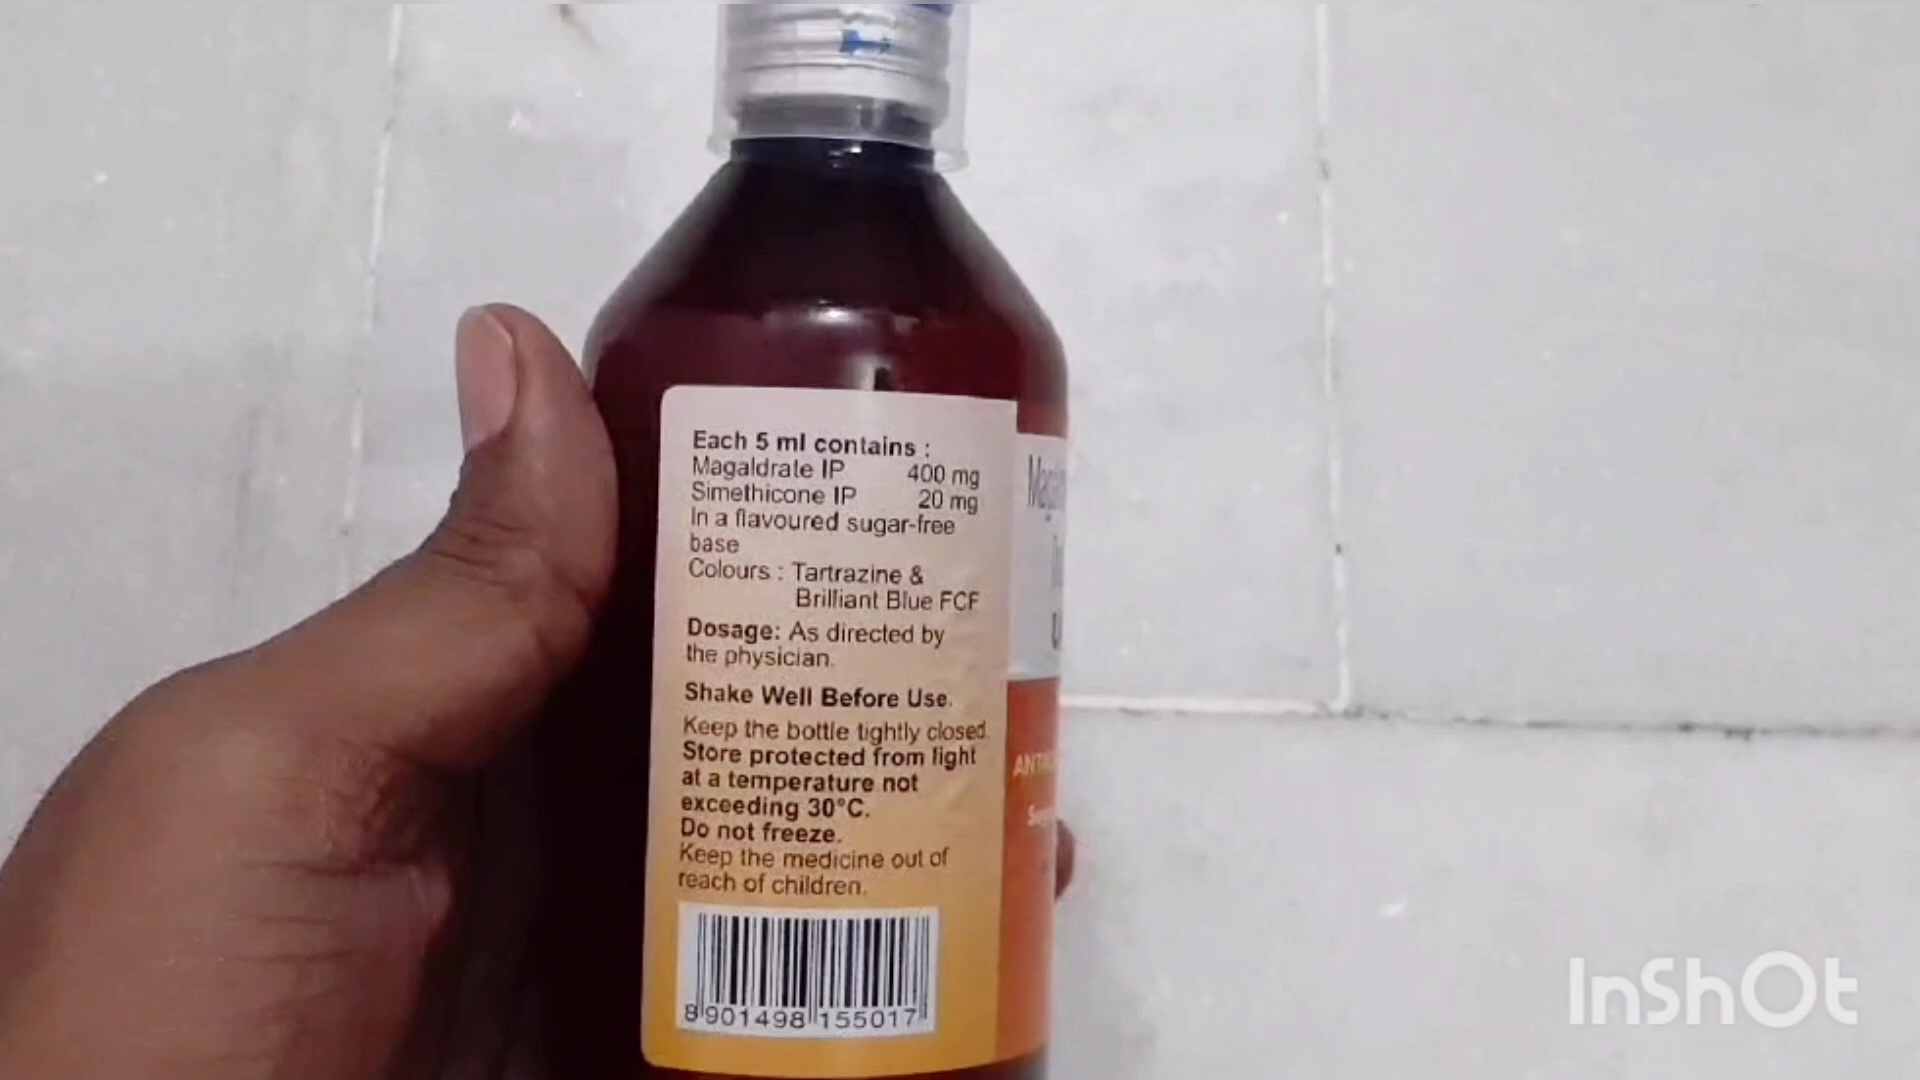 Each 5 ml contains :
Magaldrate IP 400 mg
Simethicone IP 20 mg
In a flavoured sugar-free
base
Colours : Tartrazine &
Brilliant Blue FCF
Dosage: As directed by
the physician.
Shake Well Before Use.
Keep the bottle tightly closed.
Store protected from light
at a temperature not
exceeding 30°C.
Do not freeze.
Keep the medicine out of
reach of children.
8 901498 155017
InShOt